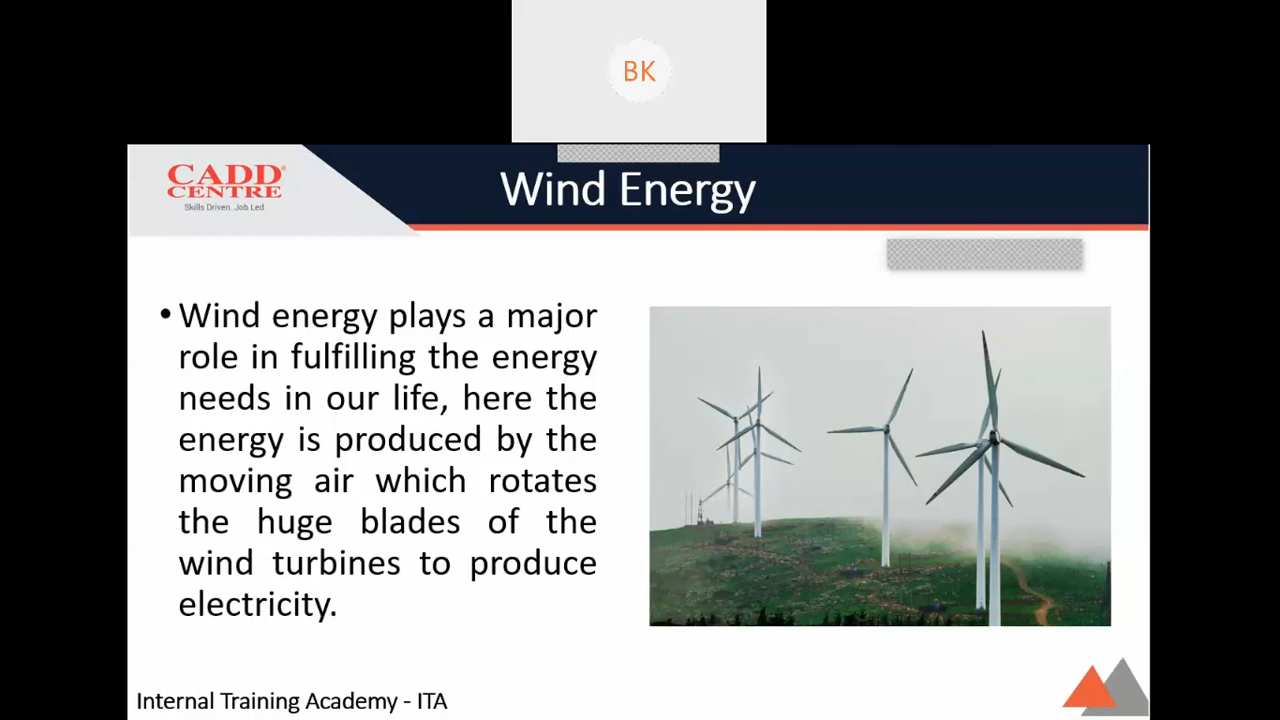 BK
CADD
CENTRE
Skills Driven. Job Led
Wind Energy
• Wind energy plays a major
role in fulfilling the energy
needs in our life, here the
energy is produced by the
moving air which rotates
the huge blades of the
wind turbines to produce
electricity.
Internal Training Academy - ITA